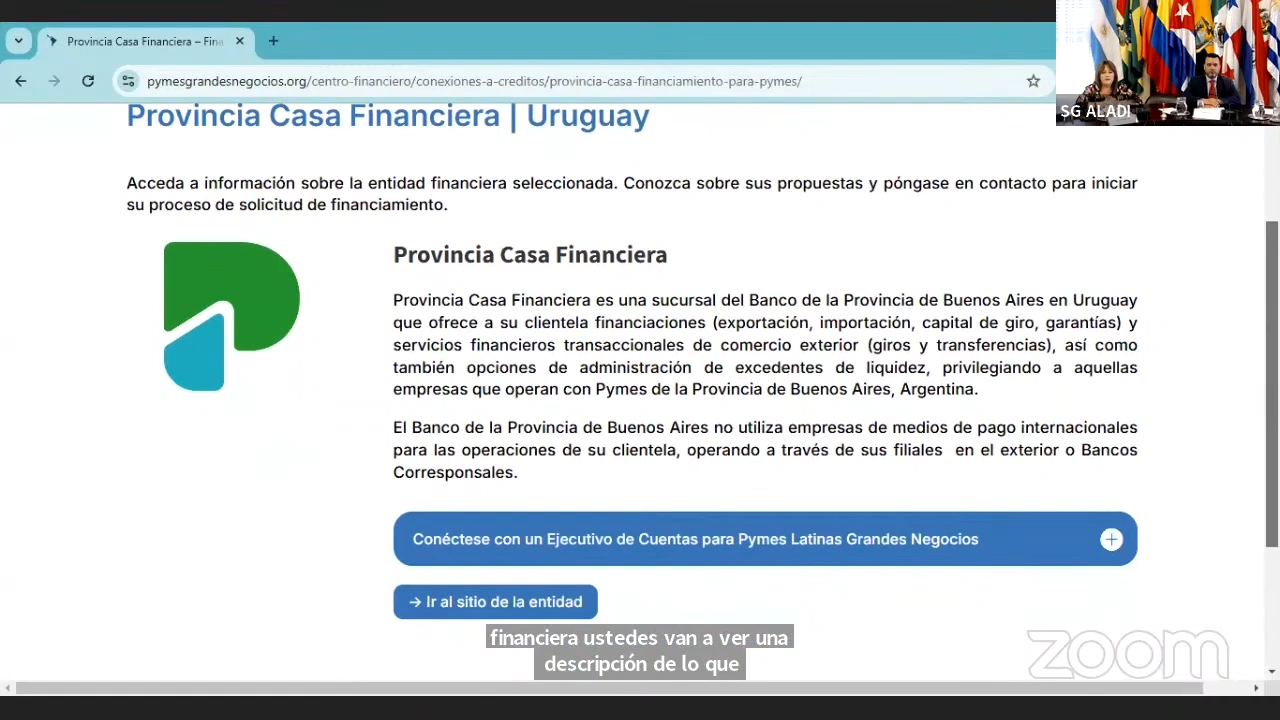 Provincia Casa Financiera – Fin
pymesgrandesnegocios.org/centro-financiero/conexiones-a-creditos/provincia-casa-financiamiento-para-pymes/
SG ALADI
Provincia Casa Financiera | Uruguay
Acceda a información sobre la entidad financiera seleccionada. Conozca sobre sus propuestas y póngase en contacto para iniciar
su proceso de solicitud de financiamiento.
Provincia Casa Financiera
Provincia Casa Financiera es una sucursal del Banco de la Provincia de Buenos Aires en Uruguay
que ofrece a su clientela financiaciones (exportación, importación, capital de giro, garantías) y
servicios financieros transaccionales de comercio exterior (giros y transferencias), así como
también opciones de administración de excedentes de liquidez, privilegiando a aquellas
empresas que operan con Pymes de la Provincia de Buenos Aires, Argentina.
El Banco de la Provincia de Buenos Aires no utiliza empresas de medios de pago internacionales
para las operaciones de su clientela, operando a través de sus filiales en el exterior o Bancos
Corresponsales.
Conéctese con un Ejecutivo de Cuentas para Pymes Latinas Grandes Negocios
→ Ir al sitio de la entidad
financiera ustedes van a ver una
descripción de lo que
zoom